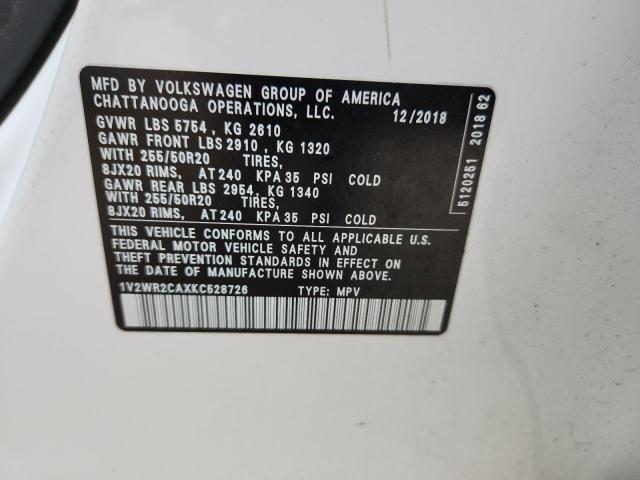 MFD BY VOLKSWAGEN GROUP OF AMERICA
CHATTANOOGA OPERATIONS, LLC. 12/2018
GVWR LBS 5754 , KG 2610
GAWR FRONT LBS 2910 , KG 1320
WITH 255/50R20 TIRES,
8JX20 RIMS, AT 240 KPA 35 PSI COLD
GAWR REAR LBS 2954, KG 1340
WITH 255/50R20 TIRES,
8JX20 RIMS, AT 240 KPA 35 PSI COLD
THIS VEHICLE CONFORMS TO ALL APPLICABLE U.S.
FEDERAL MOTOR VEHICLE SAFETY AND
THEFT PREVENTION STANDARDS IN EFFECT ON
DATE OF MANUFACTURE SHOWN ABOVE.
1V2WR2CAXKC528726 TYPE: MPV
5120251 2018 62